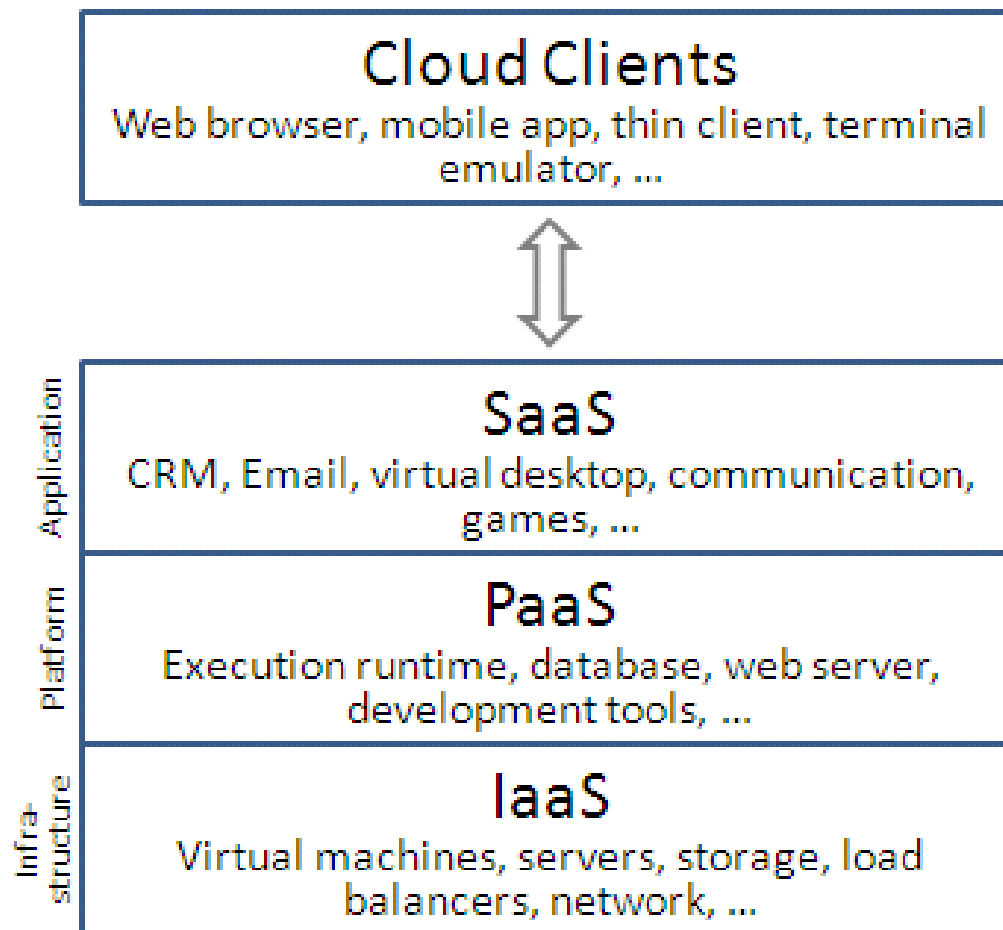 Cloud Clients
Web browser, mobile app, thin client, terminal
emulator, ...
Application
SaaS
CRM, Email, virtual desktop, communication,
games, ...
Platform
PaaS
Execution runtime, database, web server,
development tools, ...
Infra-
structure
IaaS
Virtual machines, servers, storage, load
balancers, network, ...